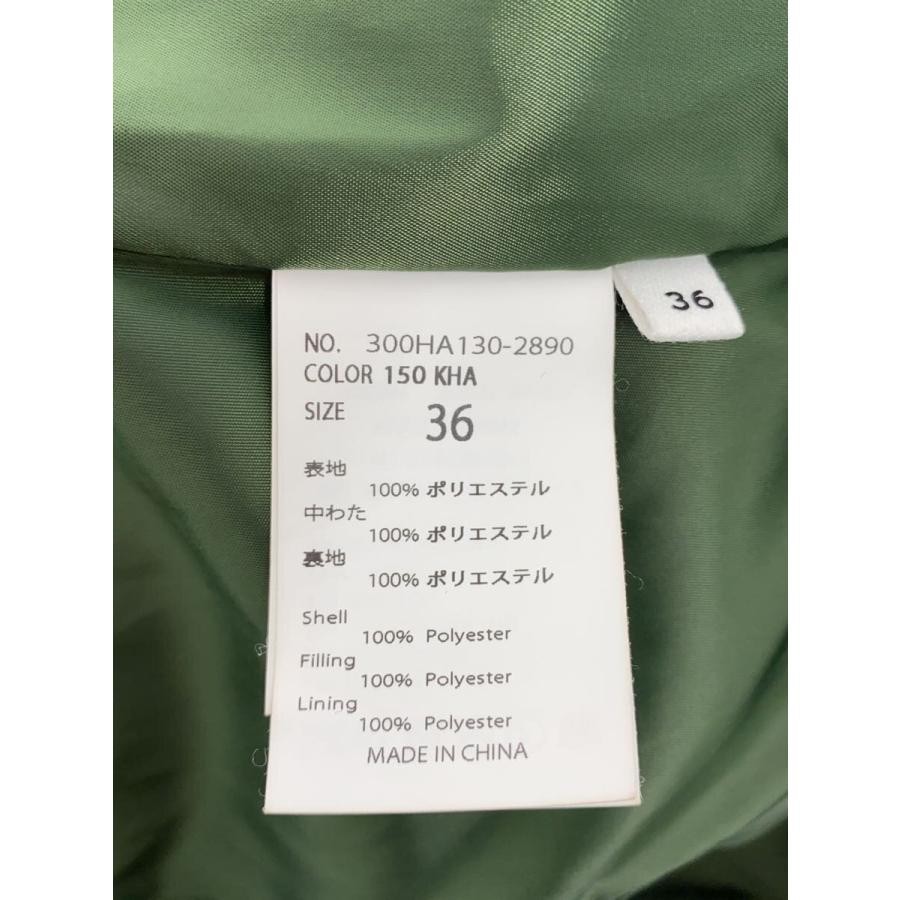 36
NO. 300HA130-2890
COLOR 150 KHA
SIZE 36
表地
100% ポリエステル
中わた
100% ポリエステル
裏地
100% ポリエステル
Shell
100% Polyester
Filling
100% Polyester
Lining
100% Polyester
MADE IN CHINA